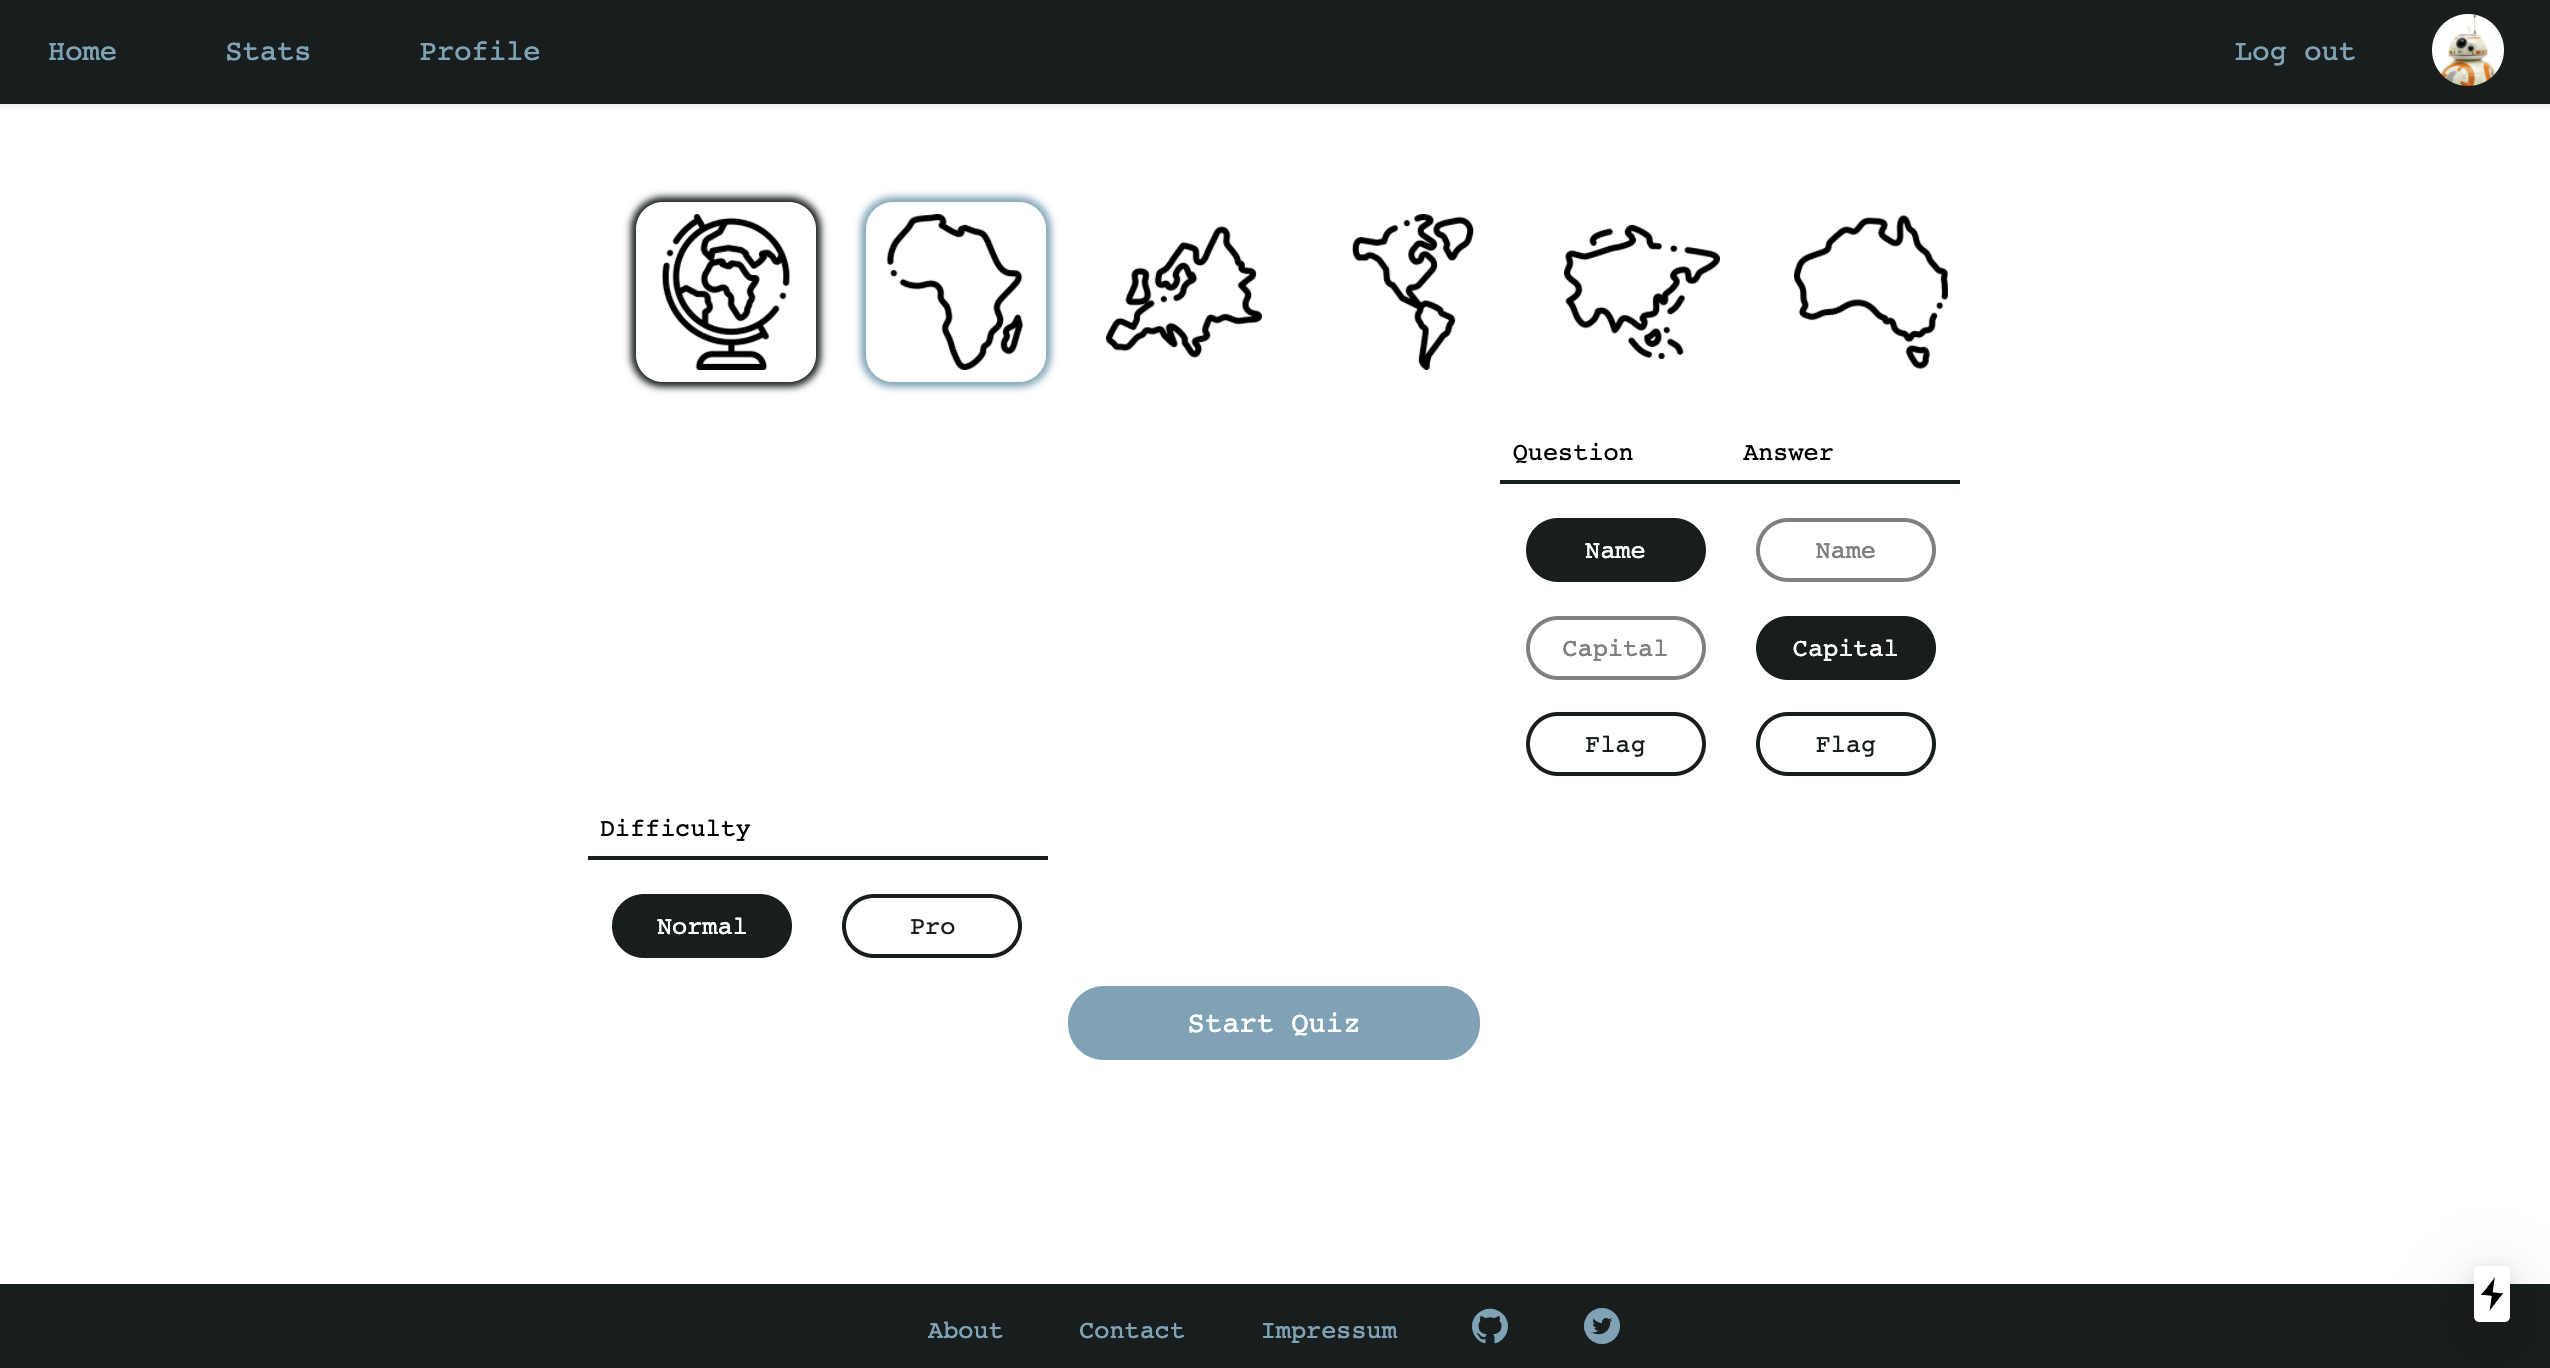 Home Stats Profile Log out
Question Answer
Name Name
Capital Capital
Flag Flag
Difficulty
Normal Pro
Start Quiz
About Contact Impressum